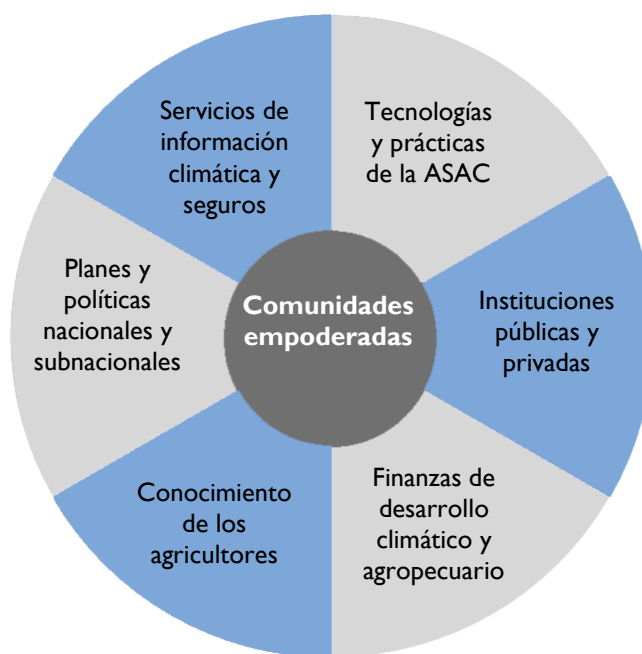 Servicios de
información
climática y
seguros
Tecnologías
y prácticas
de la ASAC
Planes y
políticas
nacionales y
subnacionales
Comunidades
empoderadas
Instituciones
públicas y
privadas
Conocimiento
de los
agricultores
Finanzas de
desarrollo
climático y
agropecuario